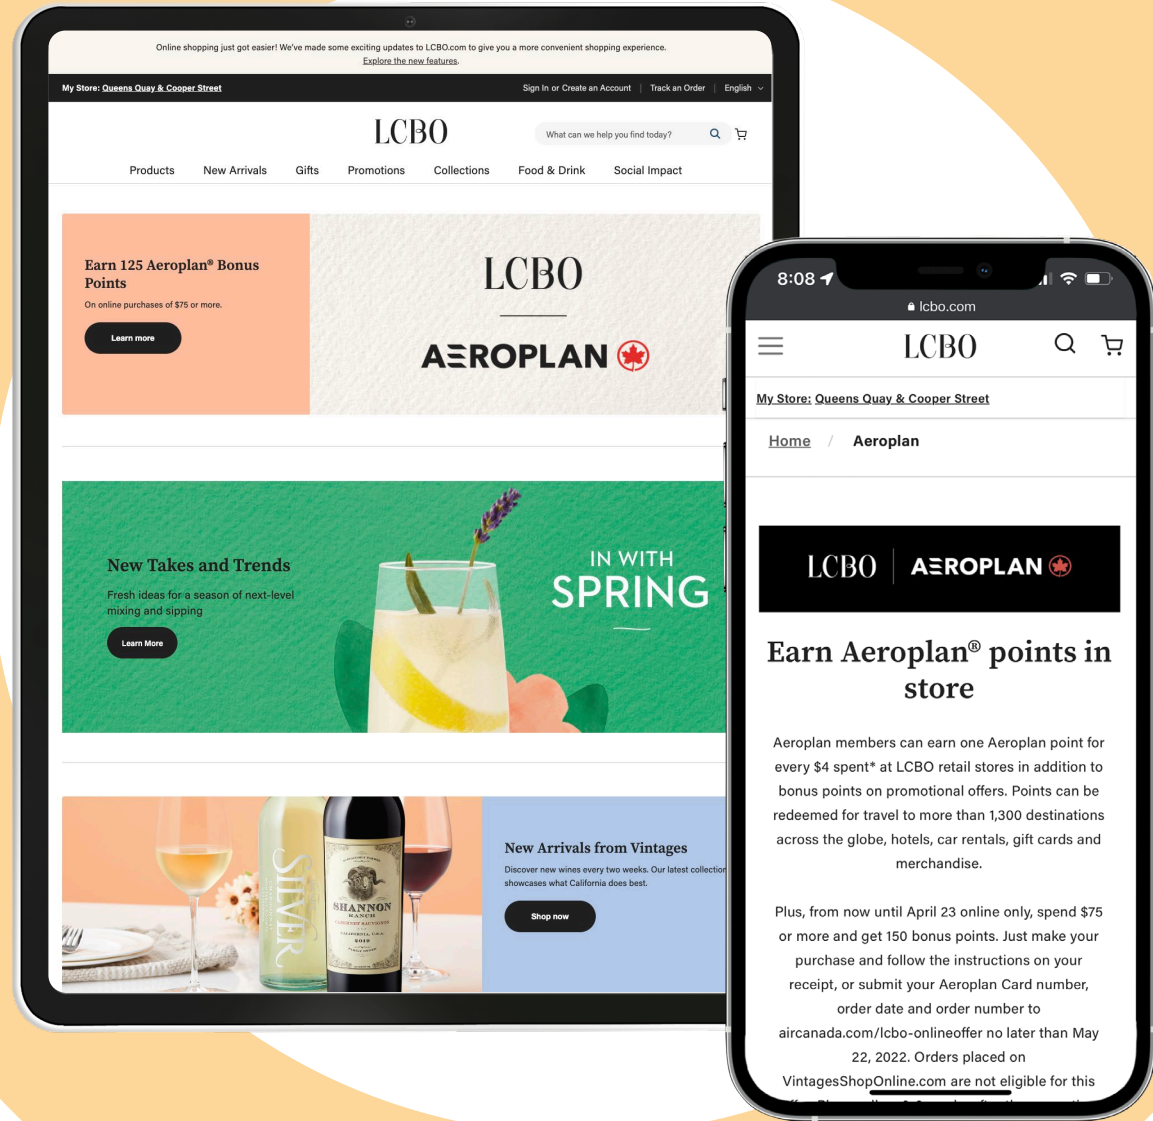 Online shopping just got easier! We've made some exciting updates to LCBO.com to give you a more convenient shopping experience.
Explore the new features.
My Store: Queens Quay & Cooper Street
Sign In or Create an Account | Track an Order | English
LCBO
What can we help you find today?
Products New Arrivals Gifts Promotions Collections Food & Drink Social Impact
Earn 125 Aeroplan® Bonus
Points
On online purchases of $75 or more.
Learn more
LCBO
AEROPLAN
New Takes and Trends
Fresh ideas for a season of next-level
mixing and sipping
Learn More
IN WITH
SPRING
SILVER
SHANNON
RANCH
CABERNET SAUVIGNON
CALIFORNIA, U.S.A.
2019
New Arrivals from Vintages
Discover new wines every two weeks. Our latest collection
showcases what California does best.
Shop now
8:08
lcbo.com
LCBO
My Store: Queens Quay & Cooper Street
Home / Aeroplan
LCBO | AEROPLAN
Earn Aeroplan® points in
store
Aeroplan members can earn one Aeroplan point for
every $4 spent* at LCBO retail stores in addition to
bonus points on promotional offers. Points can be
redeemed for travel to more than 1,300 destinations
across the globe, hotels, car rentals, gift cards and
merchandise.
Plus, from now until April 23 online only, spend $75
or more and get 150 bonus points. Just make your
purchase and follow the instructions on your
receipt, or submit your Aeroplan Card number,
order date and order number to
aircanada.com/lcbo-onlineoffer no later than May
22, 2022. Orders placed on
VintagesShopOnline.com are not eligible for this